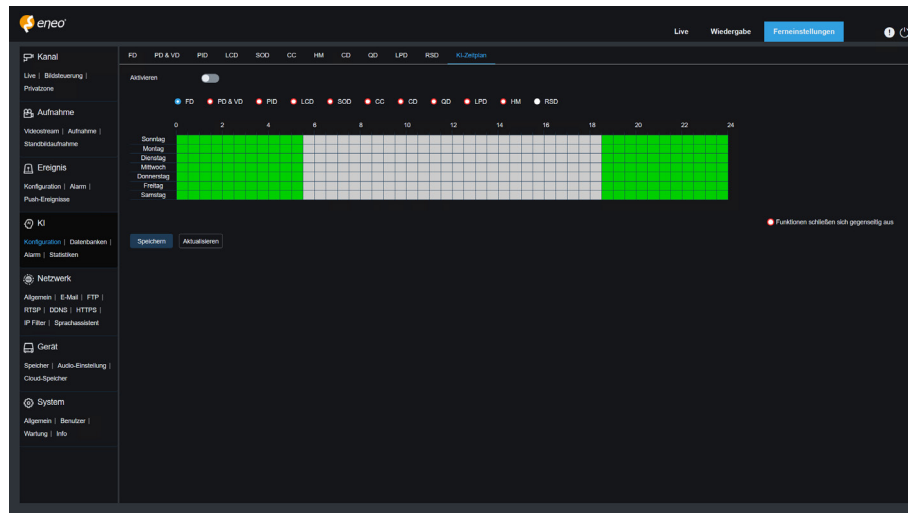 eneo
Live Wiedergabe Ferneinstellungen
Kanal
Live | Bildsteuerung |
Privatzone
Aufnahme
Videostream | Aufnahme |
Standbildaufnahme
Ereignis
Konfiguration | Alarm |
Push-Ereignisse
KI
Konfiguration | Datenbanken |
Alarm | Statistiken
Netzwerk
Allgemein | E-Mail | FTP |
RTSP | DDNS | HTTPS |
IP Filter | Sprachassistent
Gerät
Speicher | Audio-Einstellung |
Cloud-Speicher
System
Allgemein | Benutzer |
Wartung | Info
FD PD & VD PID LCD SOD CC HM CD QD LPD RSD KI-Zeitplan
Aktivieren
FD PD & VD PID LCD SOD CC CD QD LPD HM RSD
0 2 4 6 8 10 12 14 16 18 20 22 24
Sonntag
Montag
Dienstag
Mittwoch
Donnerstag
Freitag
Samstag
Funktionen schließen sich gegenseitig aus
Speichern Aktualisieren